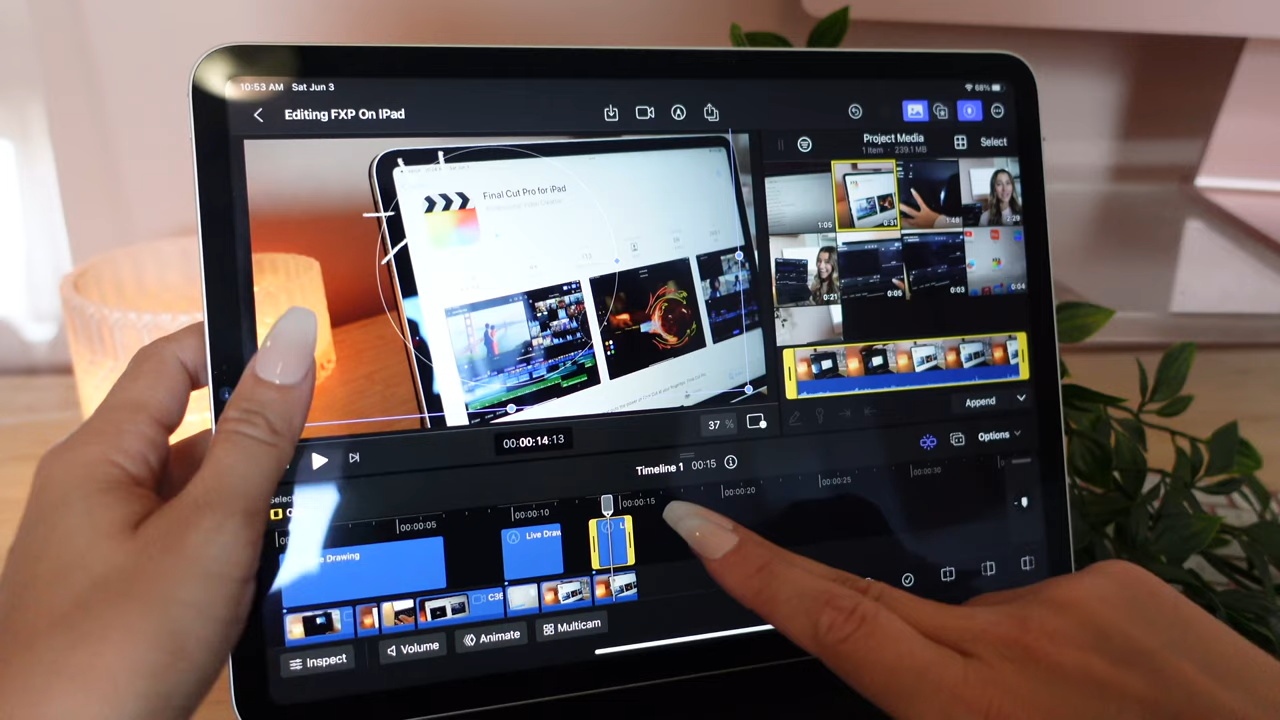 10:53 AM Sat Jun 3
68%
Editing FXP On IPad
Project Media
1 Item · 239.1 MB
Select
Final Cut Pro for iPad
1:05
0:31
1:48
2:29
0:21
0:05
0:03
0:04
Append
37 %
00:00:14:13
Options
Timeline 1 00:15
00:00:05
00:00:10
00:00:15
00:00:20
00:00:25
00:00:30
Drawing
Live Draw
L
C36
Inspect
Volume
Animate
Multicam